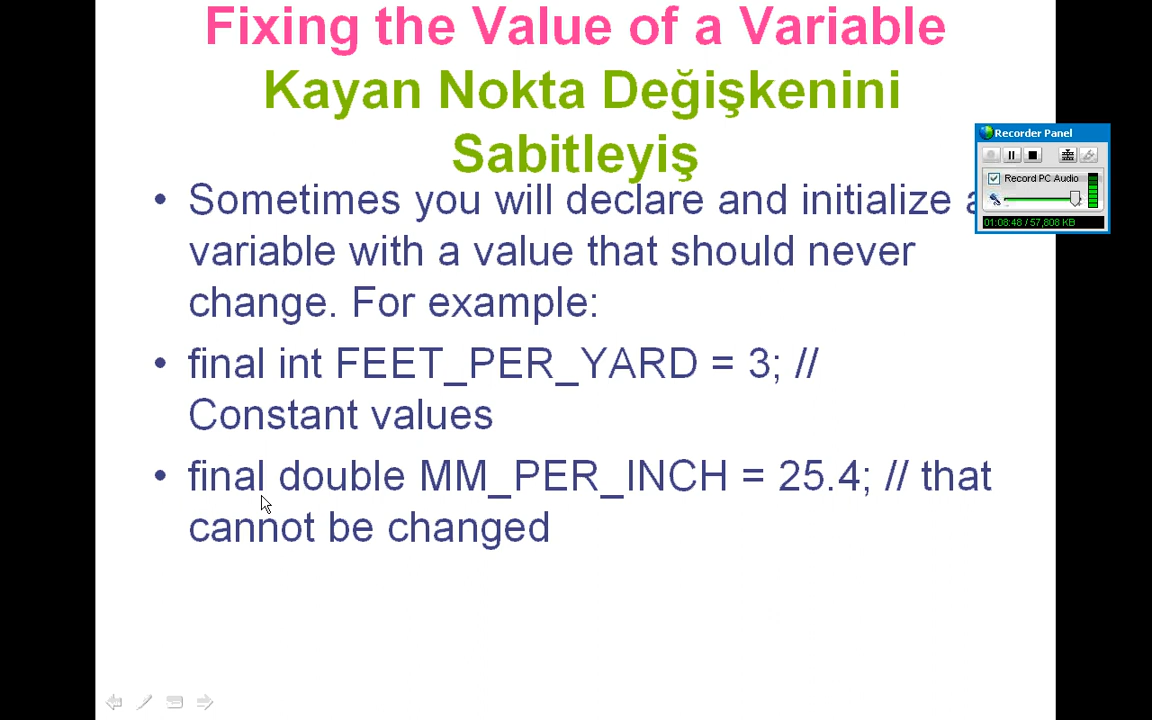 Fixing the Value of a Variable
Kayan Nokta Değişkenini
Sabitleyiş
• Sometimes you will declare and initialize a
variable with a value that should never
change. For example:
• final int FEET_PER_YARD = 3; //
Constant values
• final double MM_PER_INCH = 25.4; // that
cannot be changed
Recorder Panel
Record PC Audio
01:08:48 / 57,808 KB